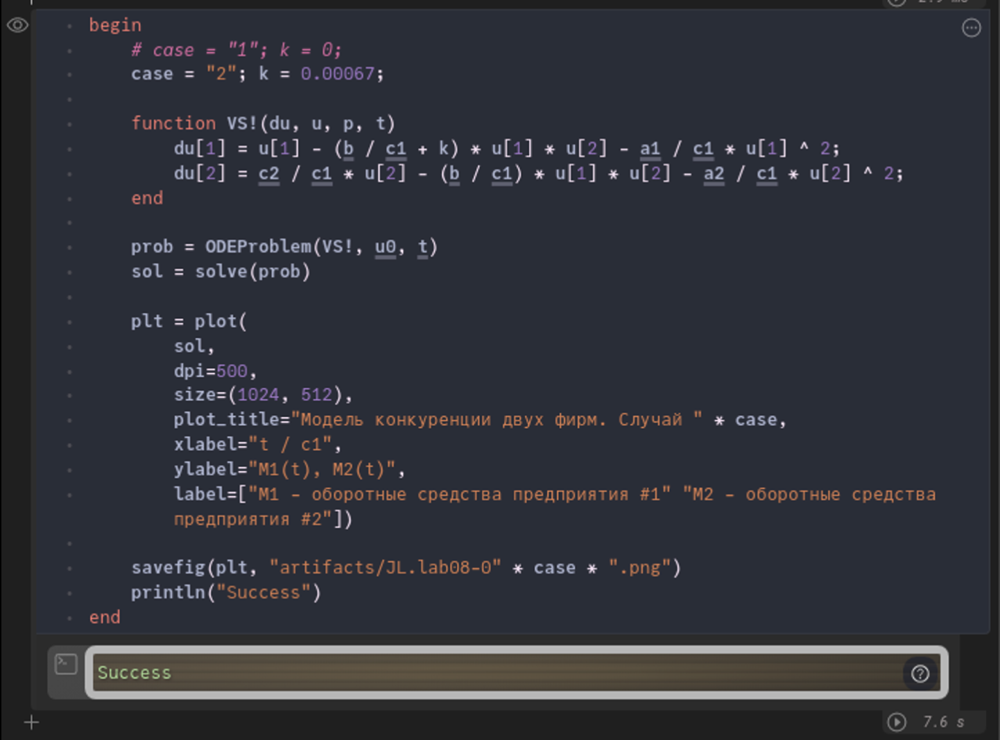 begin
# case = "1"; k = 0;
case = "2"; k = 0.00067;
function VS!(du, u, p, t)
du[1] = u[1] - (b / c1 + k) * u[1] * u[2] - a1 / c1 * u[1] ^ 2;
du[2] = c2 / c1 * u[2] - (b / c1) * u[1] * u[2] - a2 / c1 * u[2] ^ 2;
end
prob = ODEProblem(VS!, u0, t)
sol = solve(prob)
plt = plot(
sol,
dpi=500,
size=(1024, 512),
plot_title="Модель конкуренции двух фирм. Случай " * case,
xlabel="t / c1",
ylabel="M1(t), M2(t)",
label=["M1 – оборотные средства предприятия #1" "M2 – оборотные средства
предприятия #2"])
savefig(plt, "artifacts/JL.lab08-0" * case * ".png")
println("Success")
end
Success
7.6 s